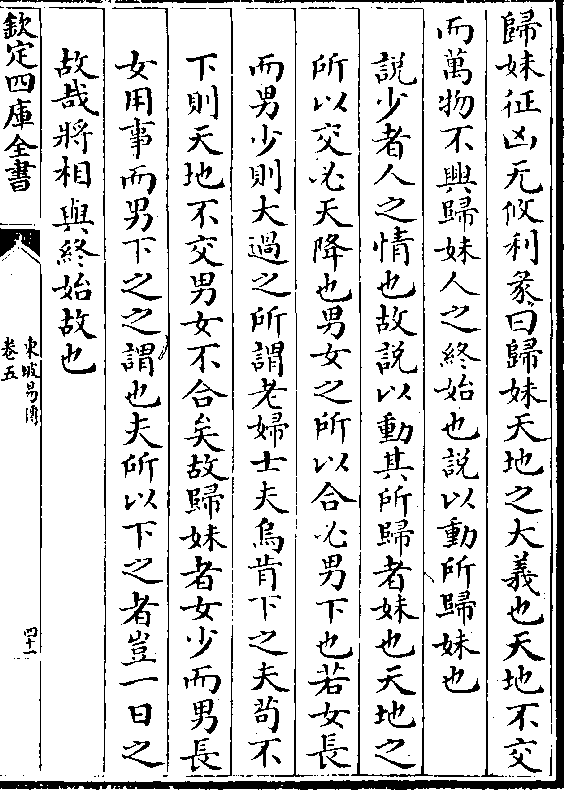 歸妹征凶无攸利彖曰歸妹天地之大義也天地不交
而萬物不興歸妹人之終始也說以動所歸妹也
說少者人之情也故說以動其所歸者妹也天地之
所以交必天降也男女之所以合必男下也若女長
而男少則大過之所謂老婦士夫烏肯下之夫苟不
下則天地不交男女不合矣故歸妹者女少而男長
女用事而男下之之謂也夫所以下之者豈一日之
故哉將相與終始故也
欽定四庫全書
東坡易傳
卷五
四十一